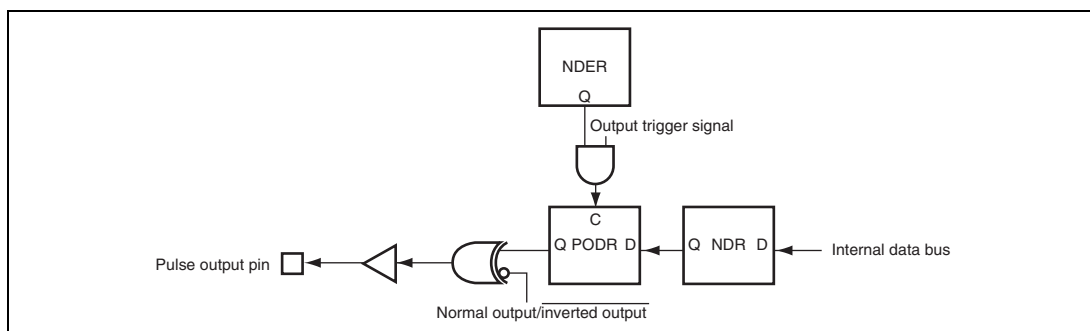 NDER
Q
Output trigger signal
C
Q PODR D
Q NDR D
Internal data bus
Pulse output pin
Normal output/inverted output